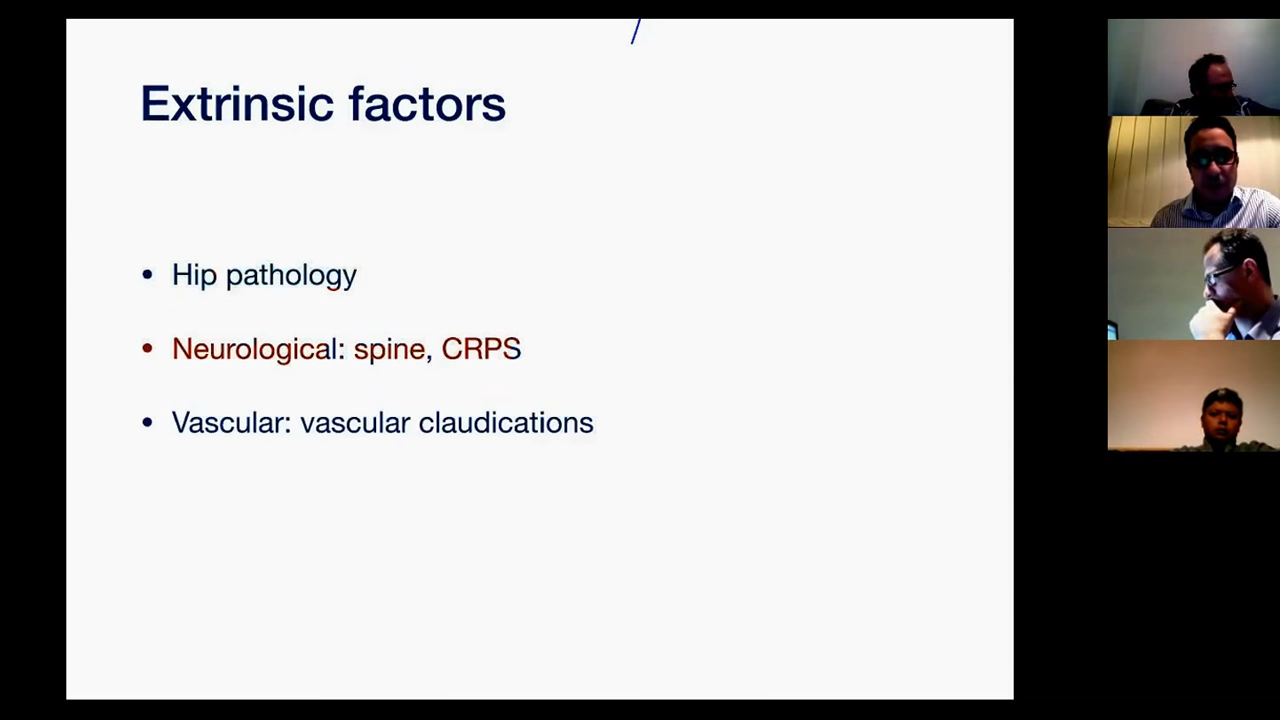 Extrinsic factors
• Hip pathology
• Neurological: spine, CRPS
• Vascular: vascular claudications